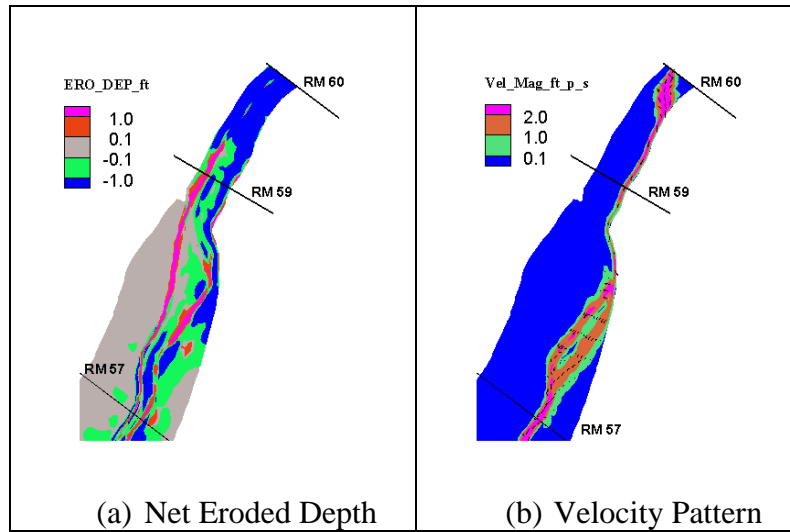 ERO_DEP_ft
1.0
0.1
-0.1
-1.0
RM 60
RM 59
RM 57
(a) Net Eroded Depth
Vel_Mag_ft_p_s
2.0
1.0
0.1
RM 60
RM 59
RM 57
(b) Velocity Pattern